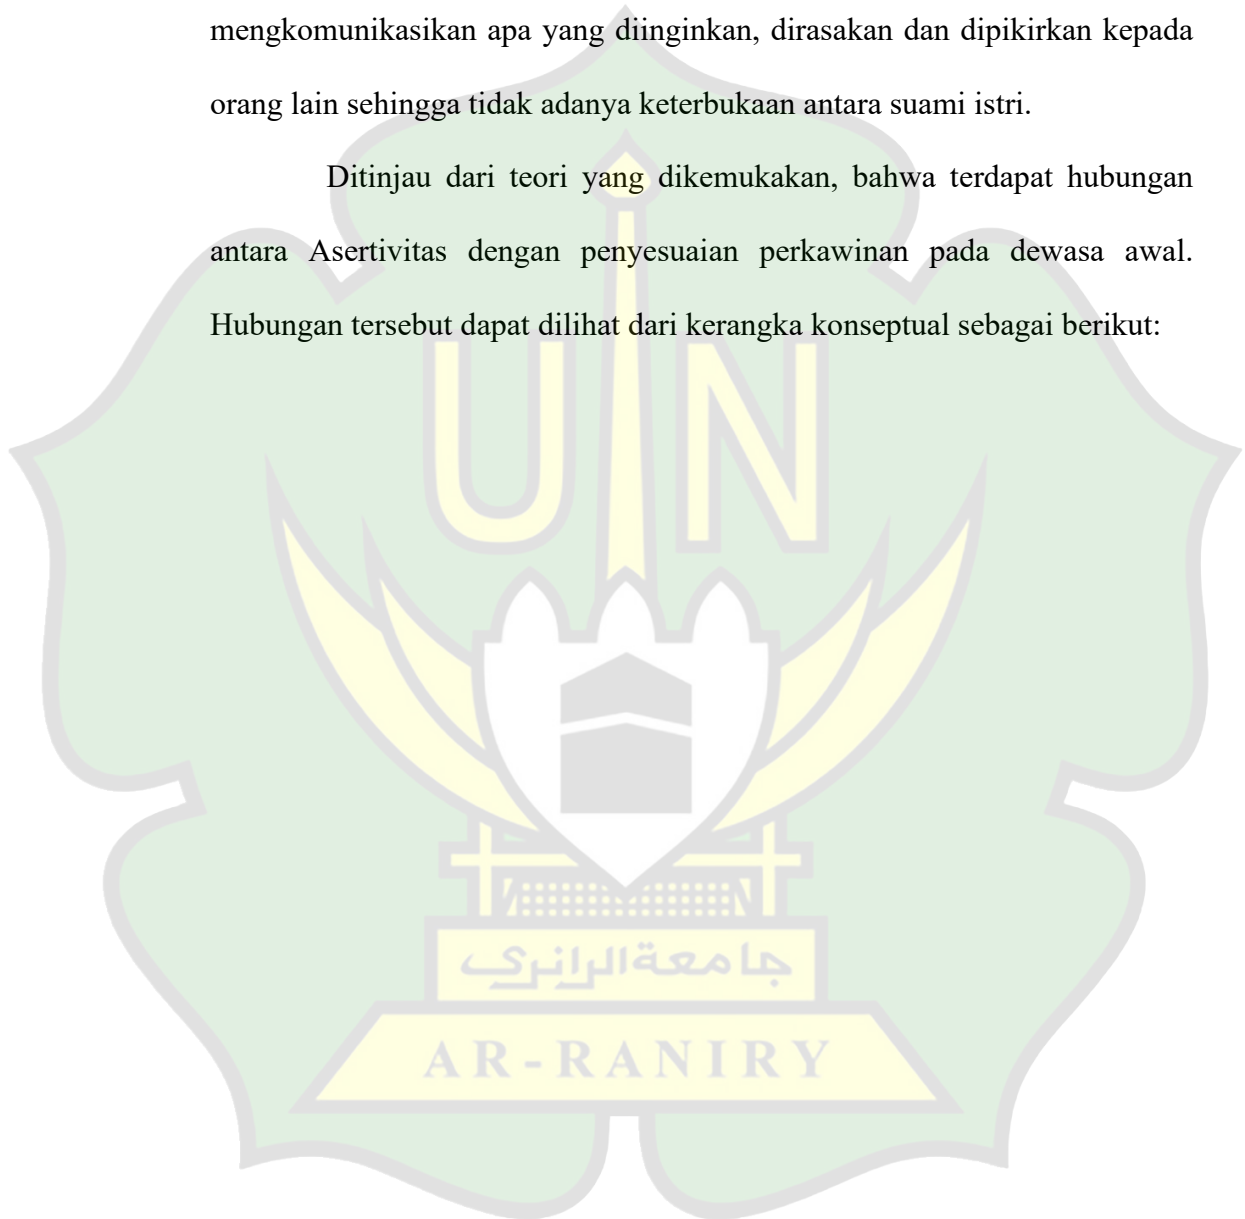 mengkomunikasikan apa yang diinginkan, dirasakan dan dipikirkan kepada
orang lain sehingga tidak adanya keterbukaan antara suami istri.
Ditinjau dari teori yang dikemukakan, bahwa terdapat hubungan
antara Asertivitas dengan penyesuaian perkawinan pada dewasa awal.
Hubungan tersebut dapat dilihat dari kerangka konseptual sebagai berikut:
UIN
جامعة الرانري
AR-RANIRY